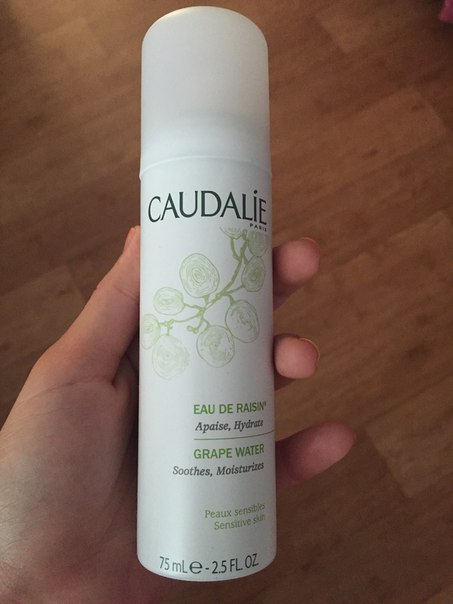 CAUDALÍE
PARIS
EAU DE RAISIN
Apaise, Hydrate
GRAPE WATER
Soothes, Moisturizes
Peaux sensibles
Sensitive skin
75 mL℮ - 2.5 FL. OZ